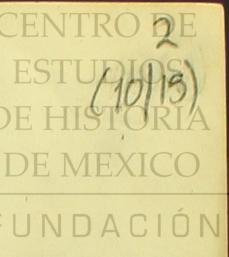 CENTRO DE
2
ESTUDIOS
(10/15)
DE HISTORIA
DE MEXICO
FUNDACIÓN